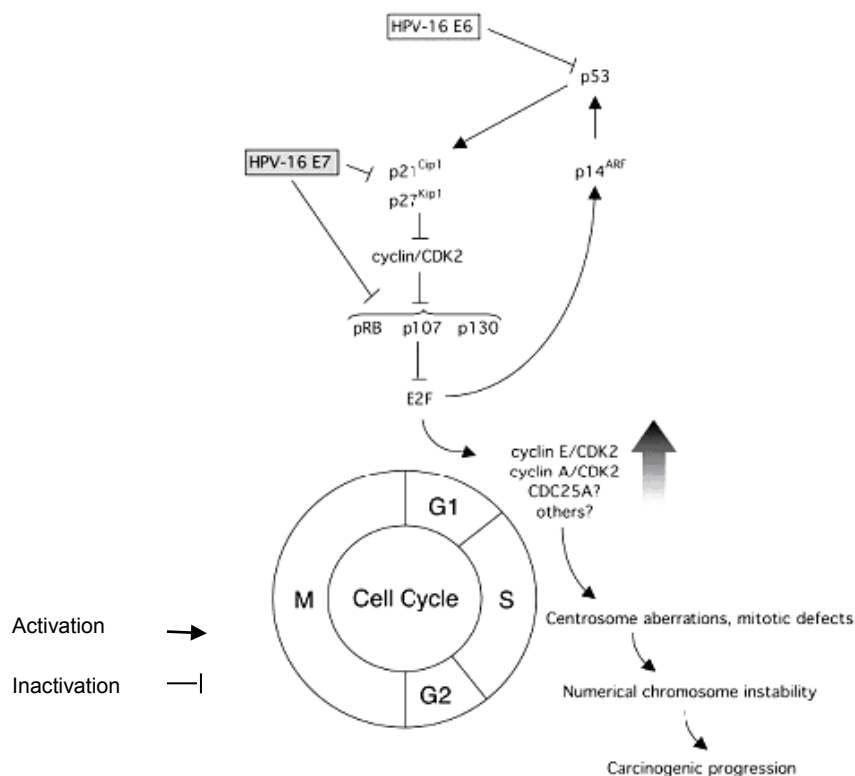 HPV-16 E6
p53
HPV-16 E7
p21Cip1
p14ARF
p27Kip1
cyclin/CDK2
pRB p107 p130
E2F
cyclin E/CDK2
cyclin A/CDK2
CDC25A?
others?
G1
M
Cell Cycle
S
G2
Activation
Inactivation
Centrosome aberrations, mitotic defects
Numerical chromosome instability
Carcinogenic progression